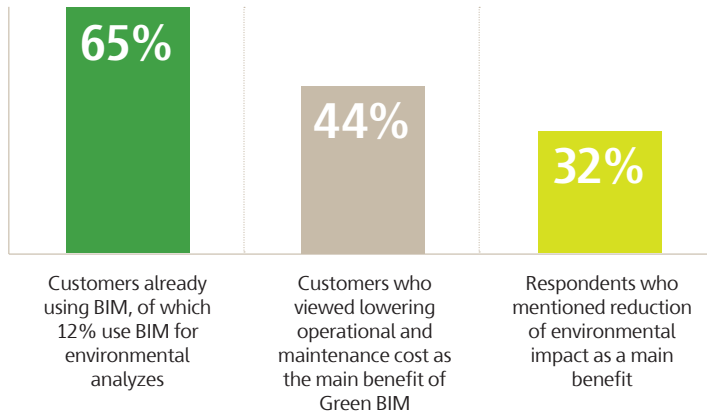 65%
44%
32%
Customers already
using BIM, of which
12% use BIM for
environmental
analyzes
Customers who
viewed lowering
operational and
maintenance cost as
the main benefit of
Green BIM
Respondents who
mentioned reduction
of environmental
impact as a main
benefit